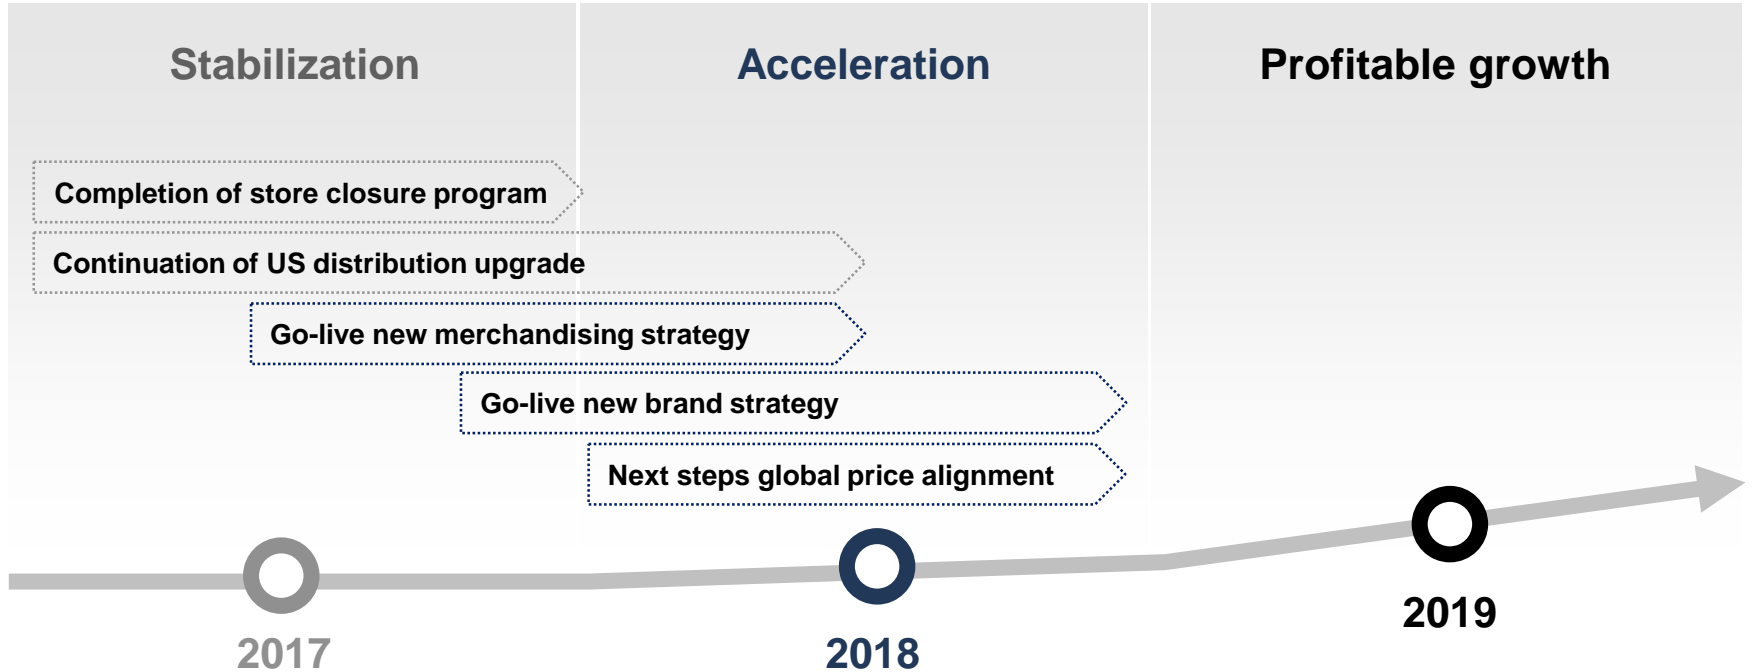 Stabilization
Acceleration
Profitable growth
Completion of store closure program
Continuation of US distribution upgrade
Go-live new merchandising strategy
Go-live new brand strategy
Next steps global price alignment
2017
2018
2019